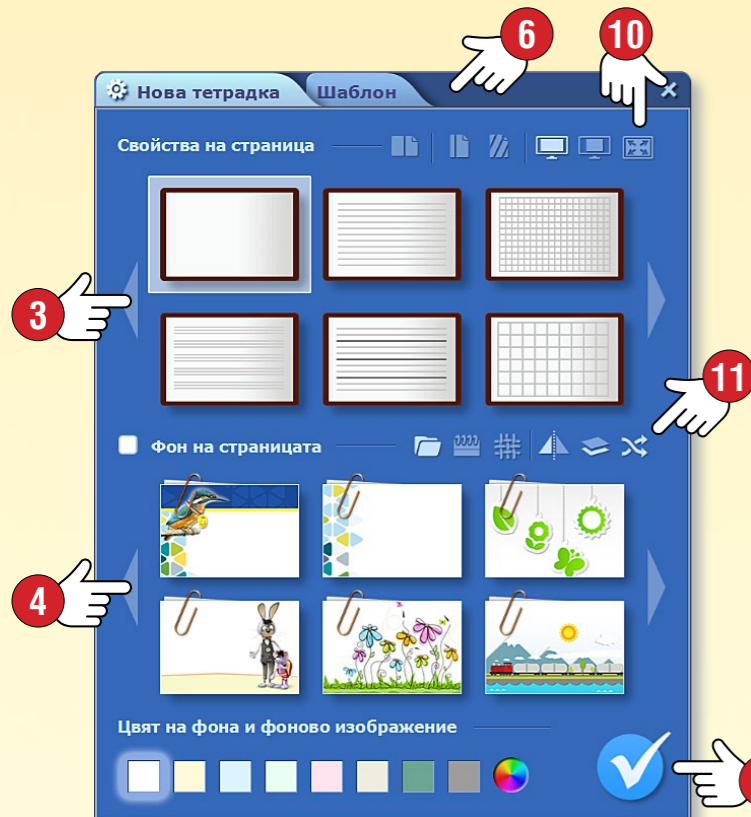 6
10
Нова тетрадка
Шаблон
Свойства на страница
3
11
Фон на страницата
4
Цвят на фона и фоново изображение